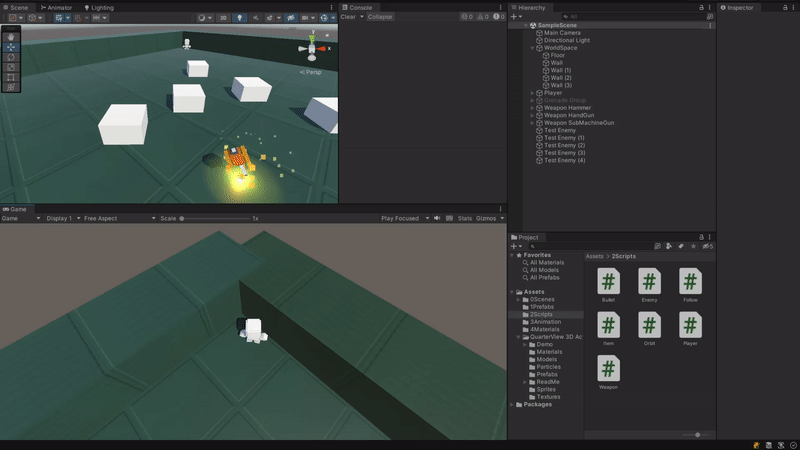 Scene Animator Lighting
x
Persp
Console
Clear Collapse 0 0 0
Hierarchy
All
SampleScene
Main Camera
Directional Light
WorldSpace
Floor
Wall
Wall (1)
Wall (2)
Wall (3)
Player
Grenade Group
Weapon Hammer
Weapon HandGun
Weapon SubMachineGun
Test Enemy
Test Enemy (1)
Test Enemy (2)
Test Enemy (3)
Test Enemy (4)
Inspector
Game
Game Display 1 Free Aspect Scale 1x Play Focused Stats Gizmos
Project
Favorites
All Materials
All Models
All Prefabs
Assets
0Scenes
1Prefabs
2Scripts
3Animation
4Materials
QuarterView 3D Ac
Demo
Materials
Models
Particles
Prefabs
ReadMe
Sprites
Textures
Packages
Assets > 2Scripts
Bullet Enemy Follow
Item Orbit Player
Weapon